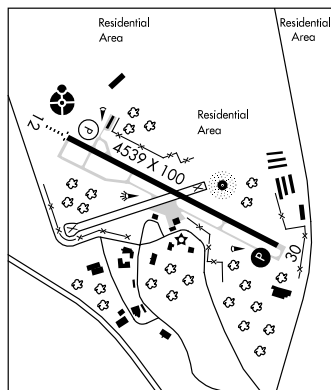 Residential
Area
Residential
Area
Residential
Area
P
12
4539 X 100
30
P